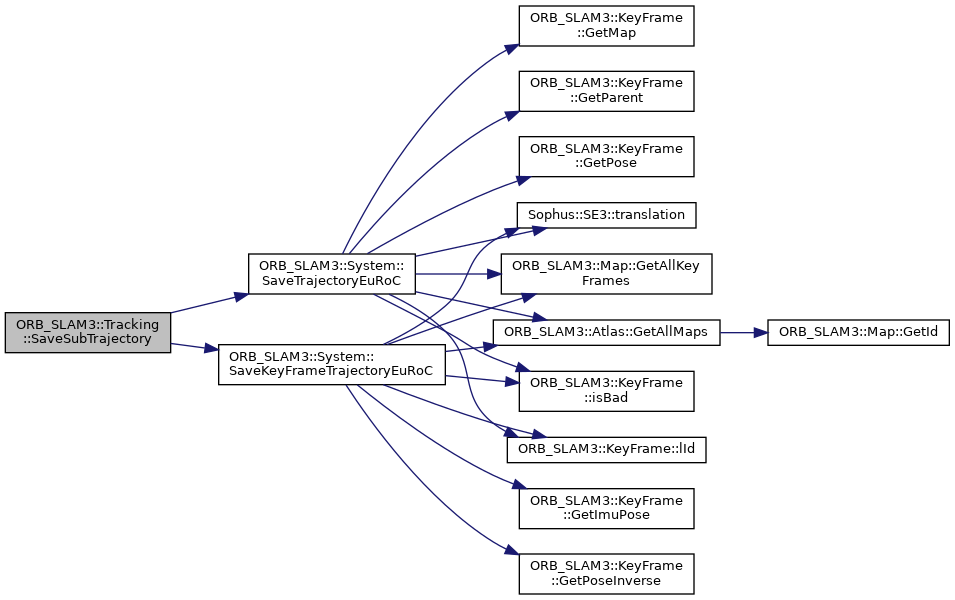 ORB_SLAM3::KeyFrame
::GetMap
ORB_SLAM3::KeyFrame
::GetParent
ORB_SLAM3::KeyFrame
::GetPose
Sophus::SE3::translation
ORB_SLAM3::System::
SaveTrajectoryEuRoC
ORB_SLAM3::Map::GetAllKey
Frames
ORB_SLAM3::Tracking
::SaveSubTrajectory
ORB_SLAM3::Atlas::GetAllMaps
ORB_SLAM3::Map::GetId
ORB_SLAM3::System::
SaveKeyFrameTrajectoryEuRoC
ORB_SLAM3::KeyFrame
::isBad
ORB_SLAM3::KeyFrame::lId
ORB_SLAM3::KeyFrame
::GetImuPose
ORB_SLAM3::KeyFrame
::GetPoseInverse